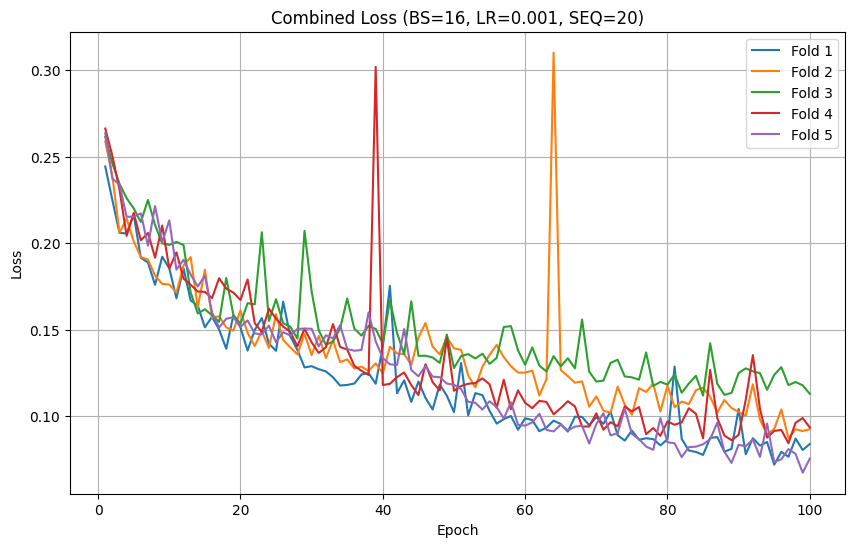 Combined Loss (BS=16, LR=0.001, SEQ=20)
Loss
0.30
0.25
0.20
0.15
0.10
Fold 1
Fold 2
Fold 3
Fold 4
Fold 5
0
20
40
60
80
100
Epoch